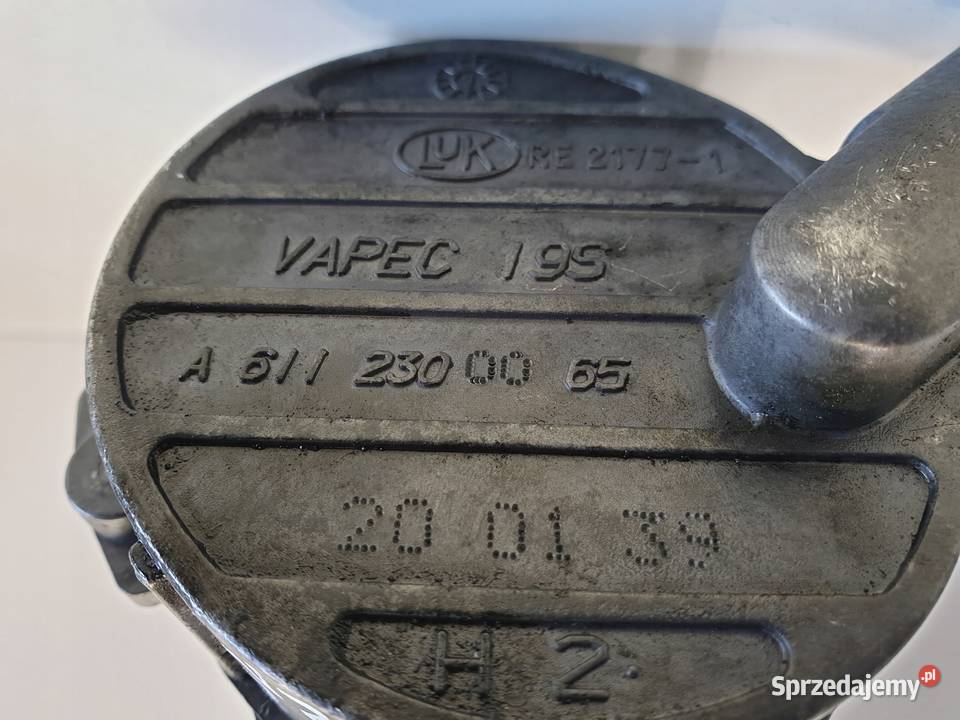 LUK RE 2177-1
VAPEC 19S
A 611 230 00 65
20 01 39
H 2
Sprzedajemy.pl